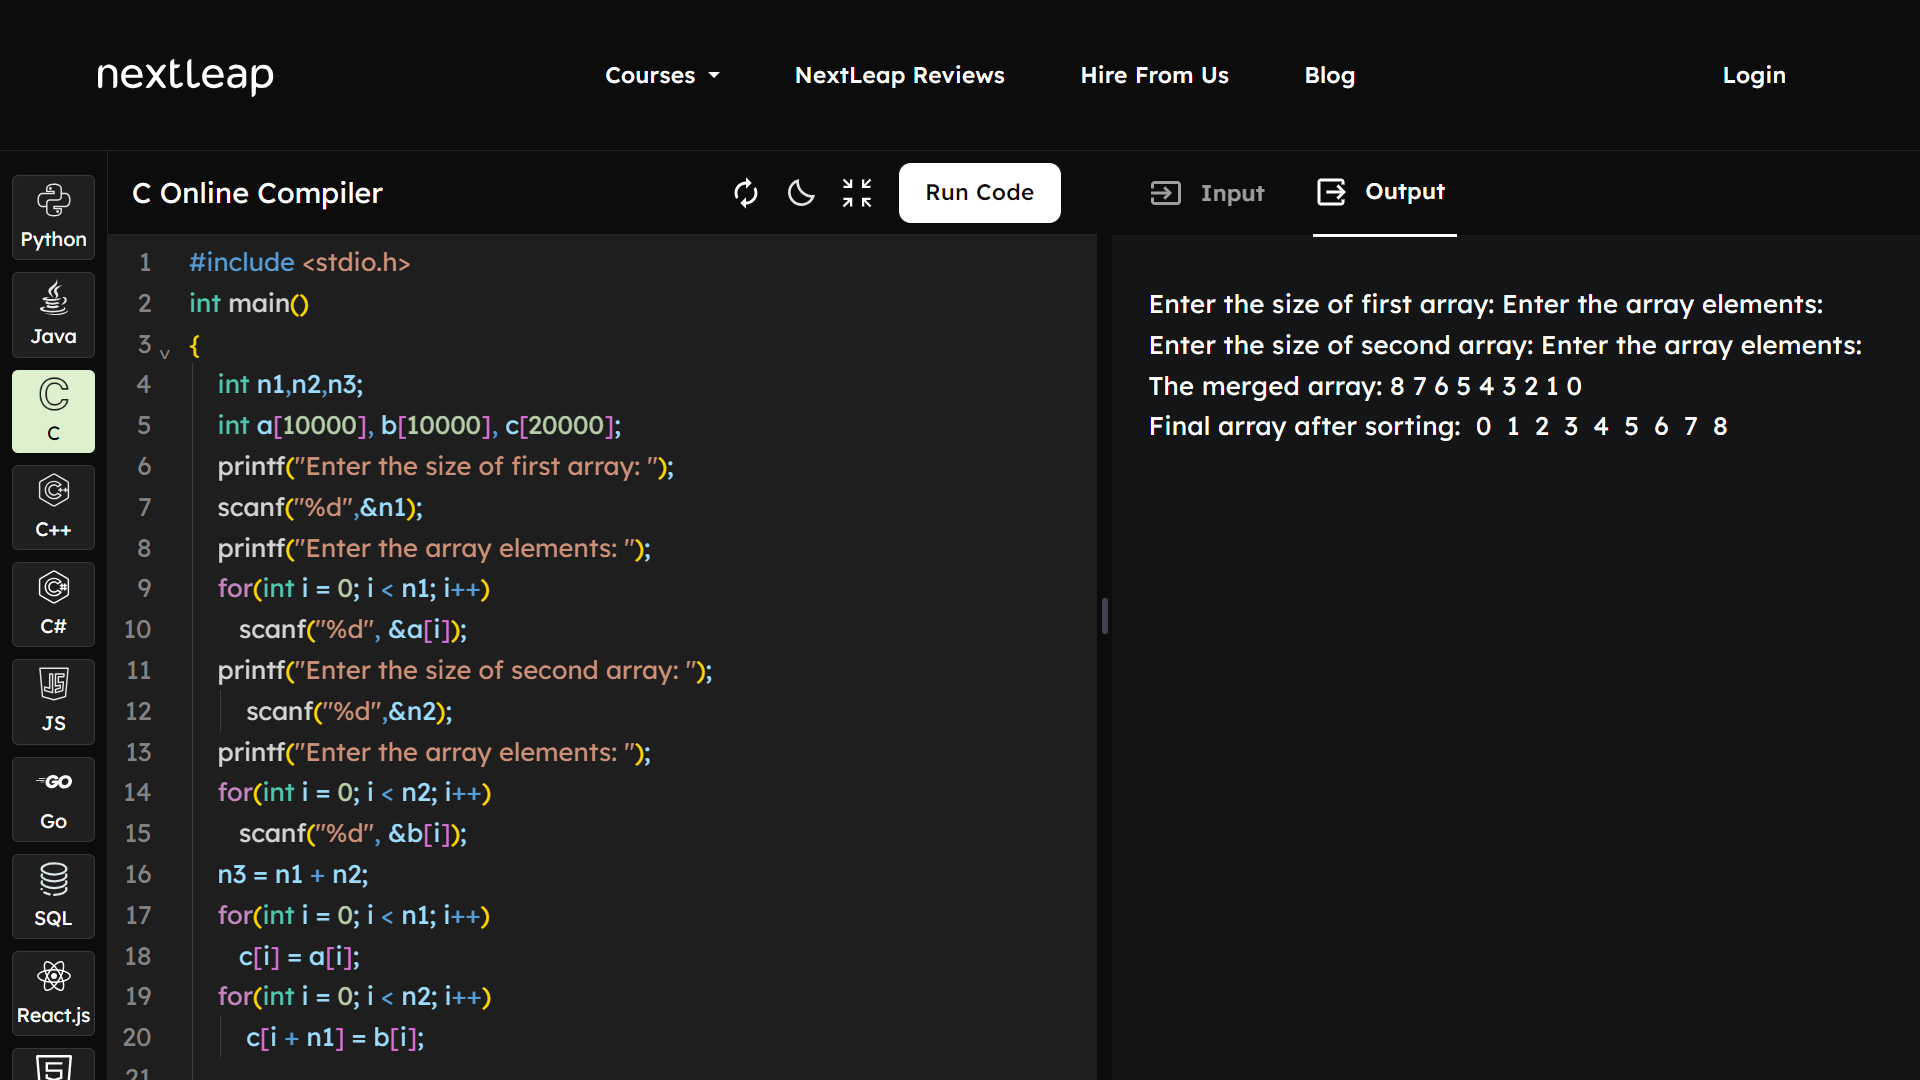 nextleap
Courses
NextLeap Reviews
Hire From Us
Blog
Login
Python
Java
C
C
C++
C#
JS
JS
GO
Go
SQL
React.js
5
C Online Compiler
Run Code
1 #include <stdio.h>
2 int main()
3 {
4 int n1,n2,n3;
5 int a[10000], b[10000], c[20000];
6 printf("Enter the size of first array: ");
7 scanf("%d",&n1);
8 printf("Enter the array elements: ");
9 for(int i = 0; i < n1; i++)
10 scanf("%d", &a[i]);
11 printf("Enter the size of second array: ");
12 scanf("%d",&n2);
13 printf("Enter the array elements: ");
14 for(int i = 0; i < n2; i++)
15 scanf("%d", &b[i]);
16 n3 = n1 + n2;
17 for(int i = 0; i < n1; i++)
18 c[i] = a[i];
19 for(int i = 0; i < n2; i++)
20 c[i + n1] = b[i];
21
Input
Output
Enter the size of first array: Enter the array elements:
Enter the size of second array: Enter the array elements:
The merged array: 8 7 6 5 4 3 2 1 0
Final array after sorting: 0 1 2 3 4 5 6 7 8